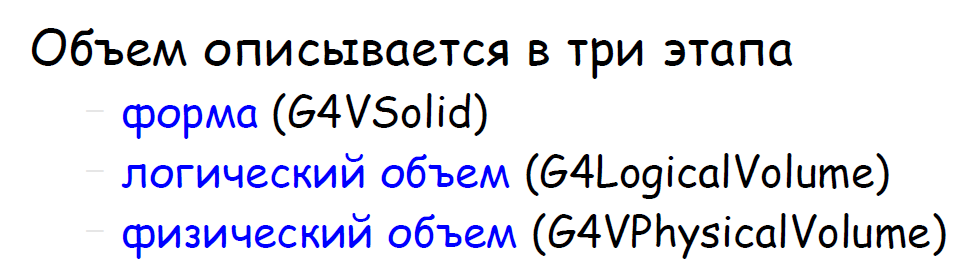 Объем описывается в три этапа
– форма (G4VSolid)
– логический объем (G4LogicalVolume)
– физический объем (G4VPhysicalVolume)